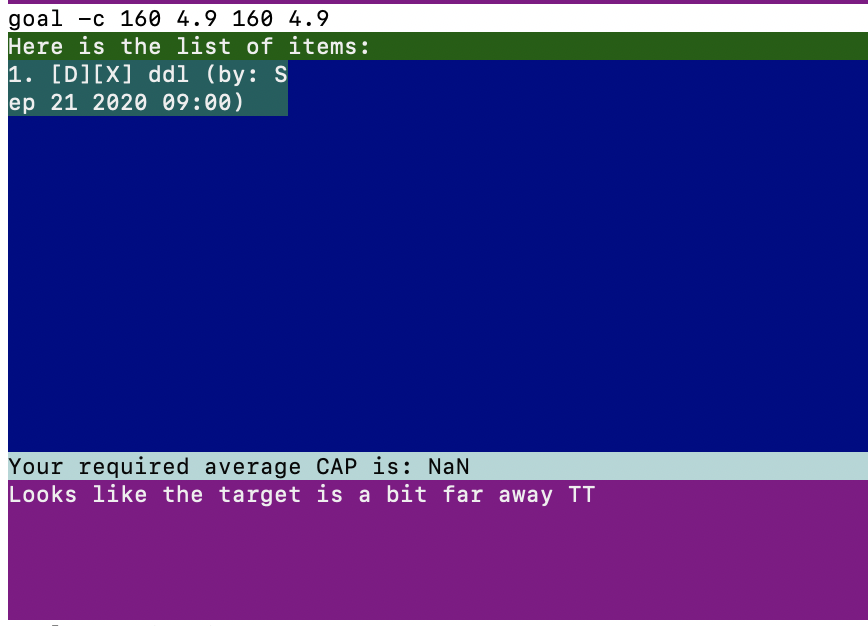 goal -c 160 4.9 160 4.9
Here is the list of items:
1. [D][X] ddl (by: S
ep 21 2020 09:00)
Your required average CAP is: NaN
Looks like the target is a bit far away TT